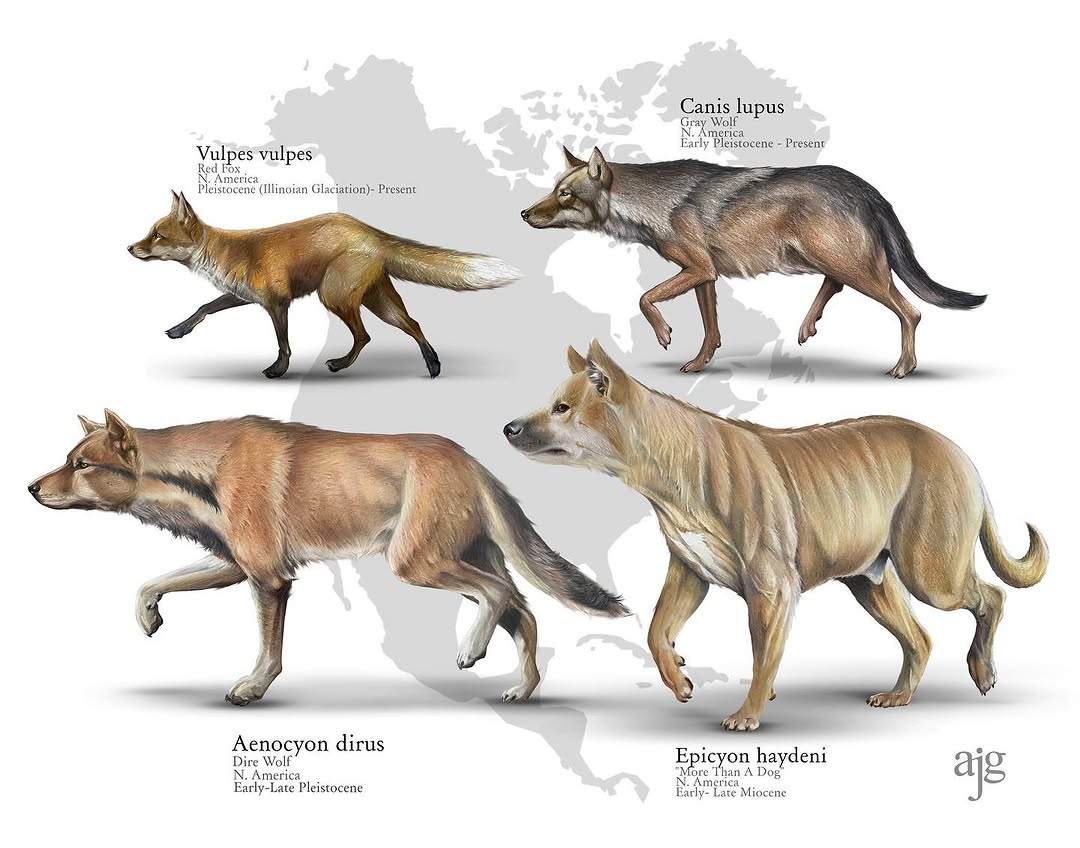 Vulpes vulpes
Red Fox
N. America
Pleistocene (Illinoian Glaciation)- Present
Canis lupus
Gray Wolf
N. America
Early Pleistocene - Present
Aenocyon dirus
Dire Wolf
N. America
Early-Late Pleistocene
Epicyon haydeni
"More Than A Dog"
N. America
Early- Late Miocene
ajg